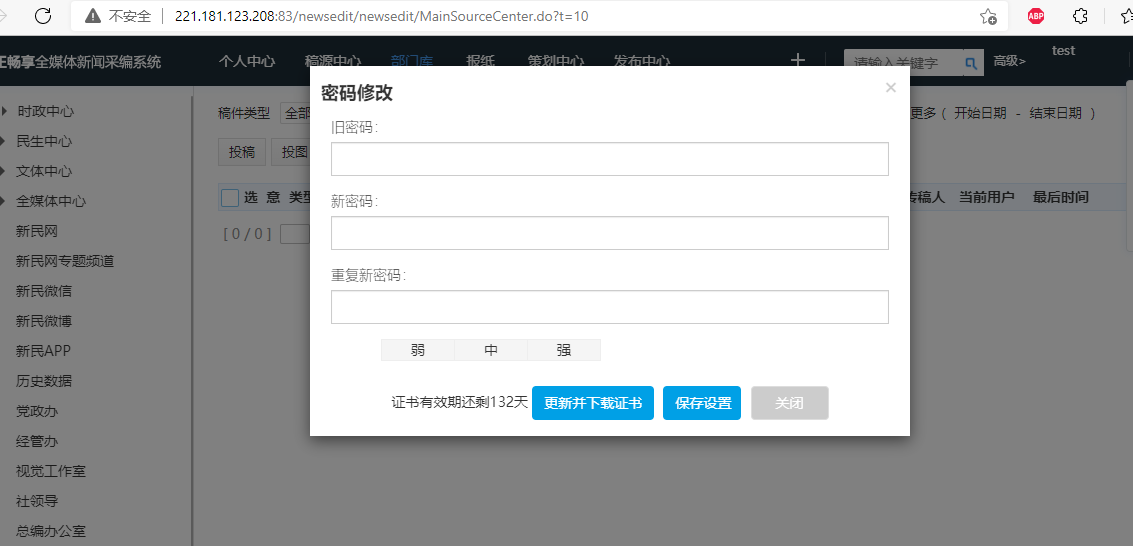 不安全 221.181.123.208:83/newsedit/newsedit/MainSourceCenter.do?t=10
ABP
畅享全媒体新闻采编系统 个人中心 稿源中心 部门库 报纸 策划中心 发布中心 + 请输入关键字 高级> test
密码修改 ×
时政中心 稿件类型 全部 旧密码: 更多 ( 开始日期 - 结束日期 )
民生中心 投稿 投图
文体中心
全媒体中心 选 意 类型 新密码: 传稿人 当前用户 最后时间
新民网 [ 0 / 0 ]
新民网专题频道
新民微信 重复新密码:
新民微博
新民APP 弱 中 强
历史数据
党政办 证书有效期还剩132天 更新并下载证书 保存设置 关闭
经管办
视觉工作室
社领导
总编办公室